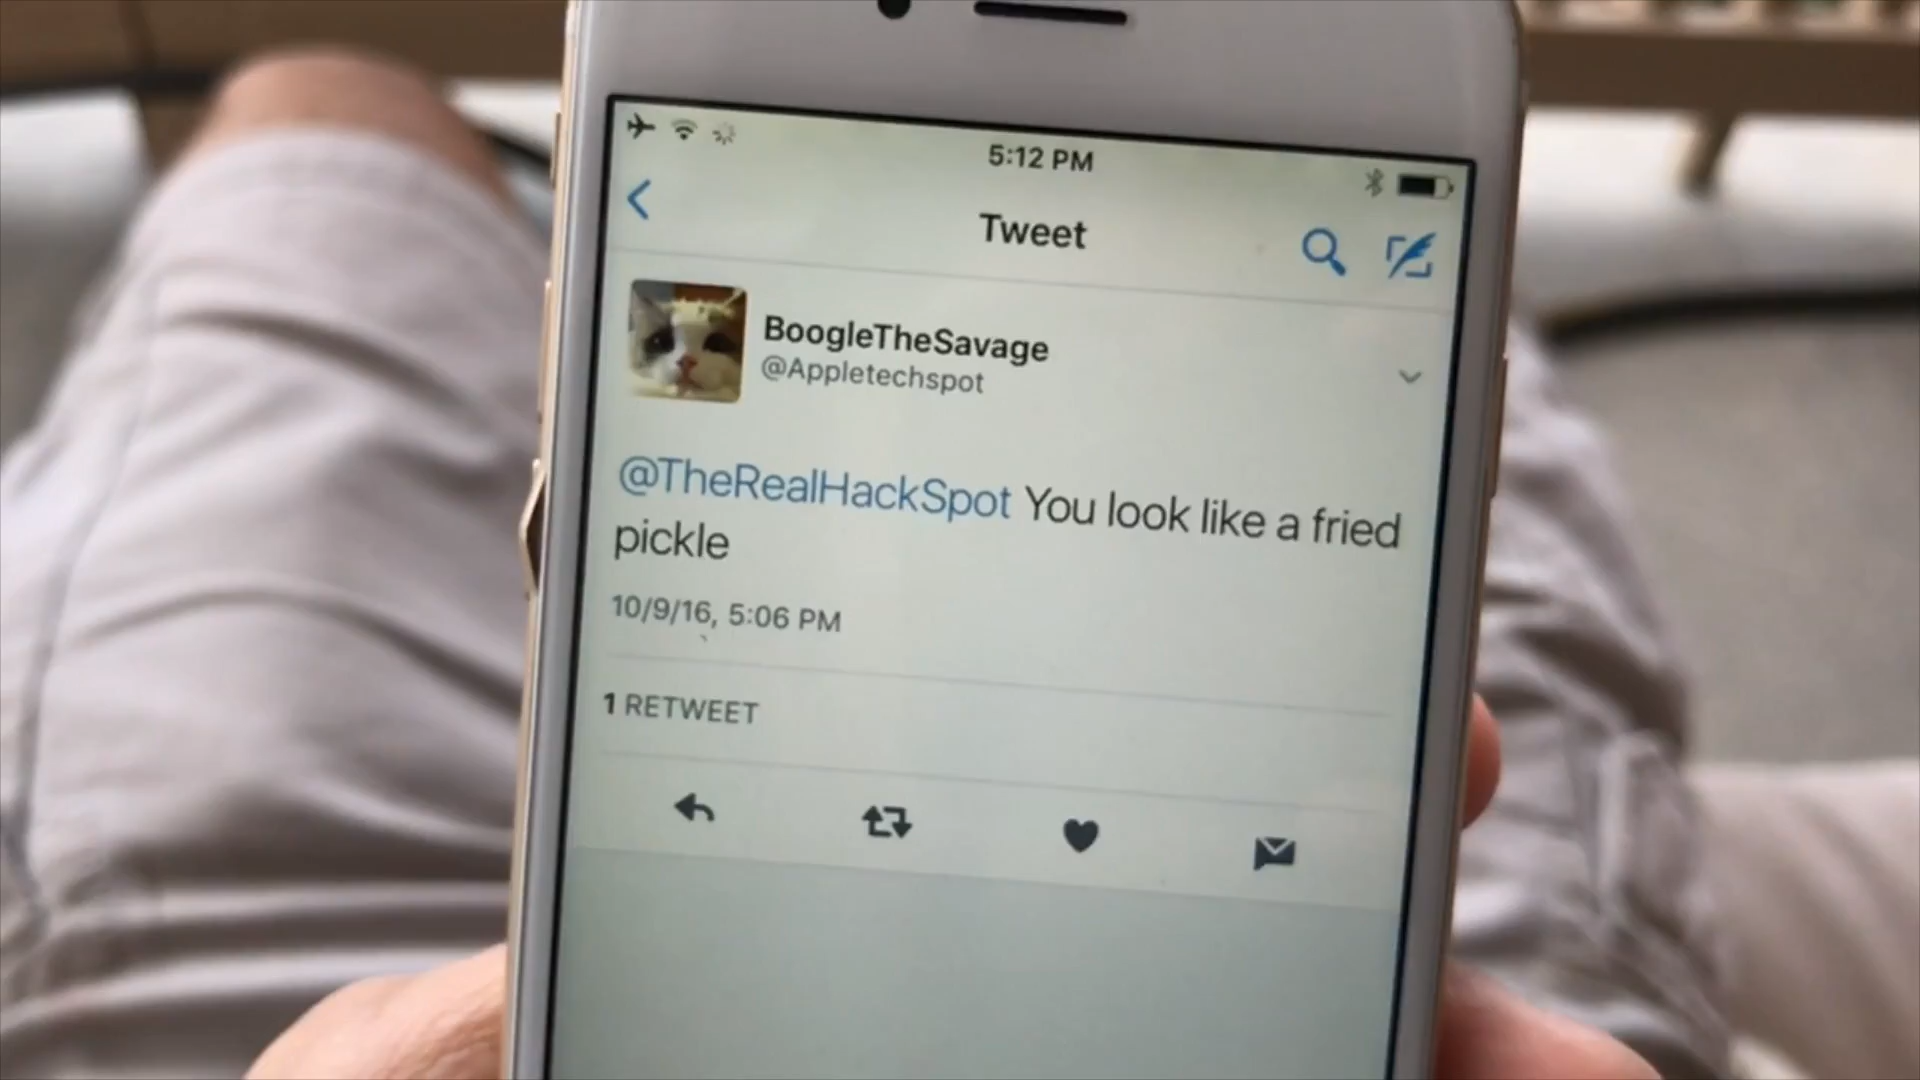 5:12 PM
Tweet
BoogleTheSavage
@Appletechspot
@TheRealHackSpot You look like a fried
pickle
10/9/16, 5:06 PM
1 RETWEET